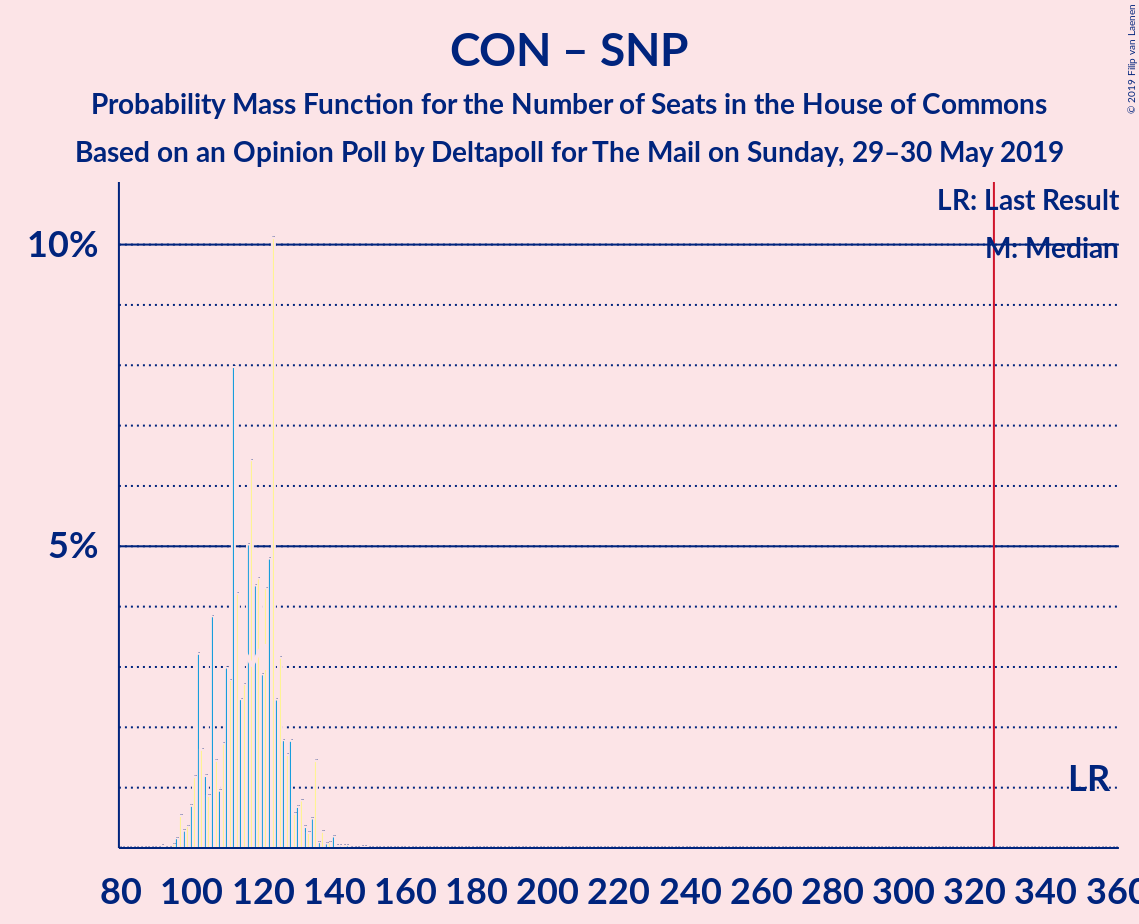 CON – SNP
Probability Mass Function for the Number of Seats in the House of Commons
Based on an Opinion Poll by Deltapoll for The Mail on Sunday, 29–30 May 2019
© 2019 Filip van Laenen
LR: Last Result
M: Median
10%
5%
LR
80 100 120 140 160 180 200 220 240 260 280 300 320 340 360